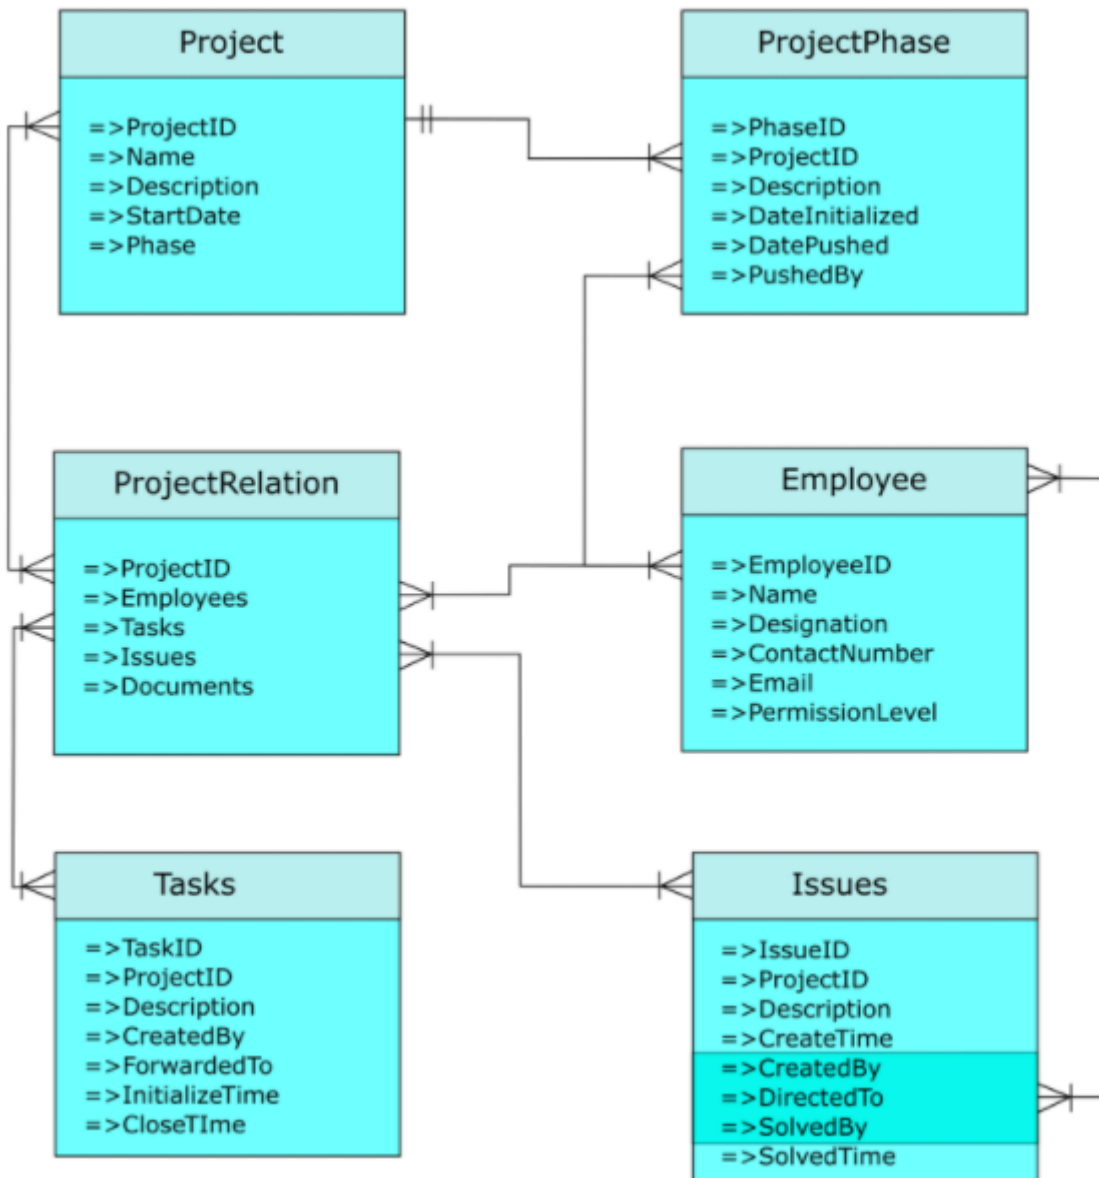 Project
=>ProjectID
=>Name
=>Description
=>StartDate
=>Phase
ProjectPhase
=>PhaseID
=>ProjectID
=>Description
=>DateInitialized
=>DatePushed
=>PushedBy
ProjectRelation
=>ProjectID
=>Employees
=>Tasks
=>Issues
=>Documents
Employee
=>EmployeeID
=>Name
=>Designation
=>ContactNumber
=>Email
=>PermissionLevel
Tasks
=>TaskID
=>ProjectID
=>Description
=>CreatedBy
=>ForwardedTo
=>InitializeTime
=>CloseTIme
Issues
=>IssueID
=>ProjectID
=>Description
=>CreateTime
=>CreatedBy
=>DirectedTo
=>SolvedBy
=>SolvedTime